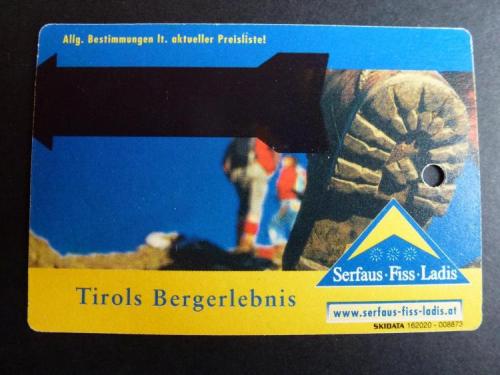 Allg. Bestimmungen lt. aktueller Preisliste!
Serfaus·Fiss·Ladis
Tirols Bergerlebnis
www.serfaus-fiss-ladis.at
SKIDATA 162020 - 008873